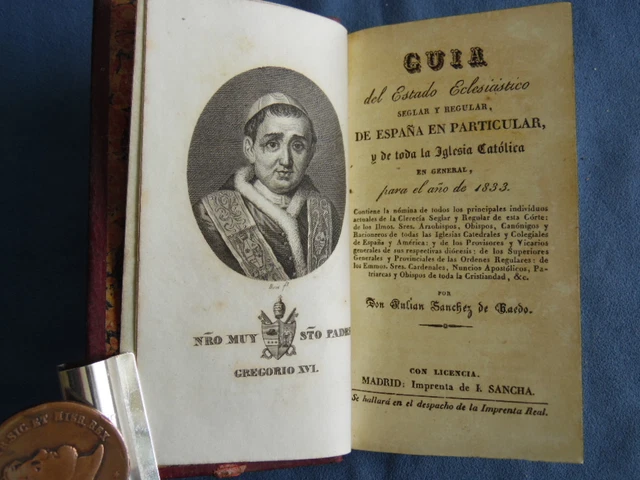 NRO MUY STO PADRE
GREGORIO XVI.
GUIA
del Estado Eclesiástico
SEGLAR Y REGULAR,
DE ESPAÑA EN PARTICULAR,
y de toda la Iglesia Católica
EN GENERAL,
para el año de 1833.
Contiene la nómina de todos los principales individuos
actuales de la Clerecía Seglar y Regular de esta Córte:
de los Ilmos. Sres. Arzobispos, Obispos, Canónigos y
Racioneros de todas las Iglesias Catedrales y Colegiales
de España y América: y de los Provisores y Vicarios
generales de sus respectivas diócesis: de los Superiores
Generales y Provinciales de las Ordenes Regulares: de
los Emmos. Sres. Cardenales, Nuncios Apostólicos, Pa-
triarcas y Obispos de toda la Cristiandad, &c.
POR
Don Julian Sanchez de Haedo.
CON LICENCIA.
MADRID: Imprenta de I. SANCHA.
Se hallará en el despacho de la Imprenta Real.
SIC. ET HISP. REX